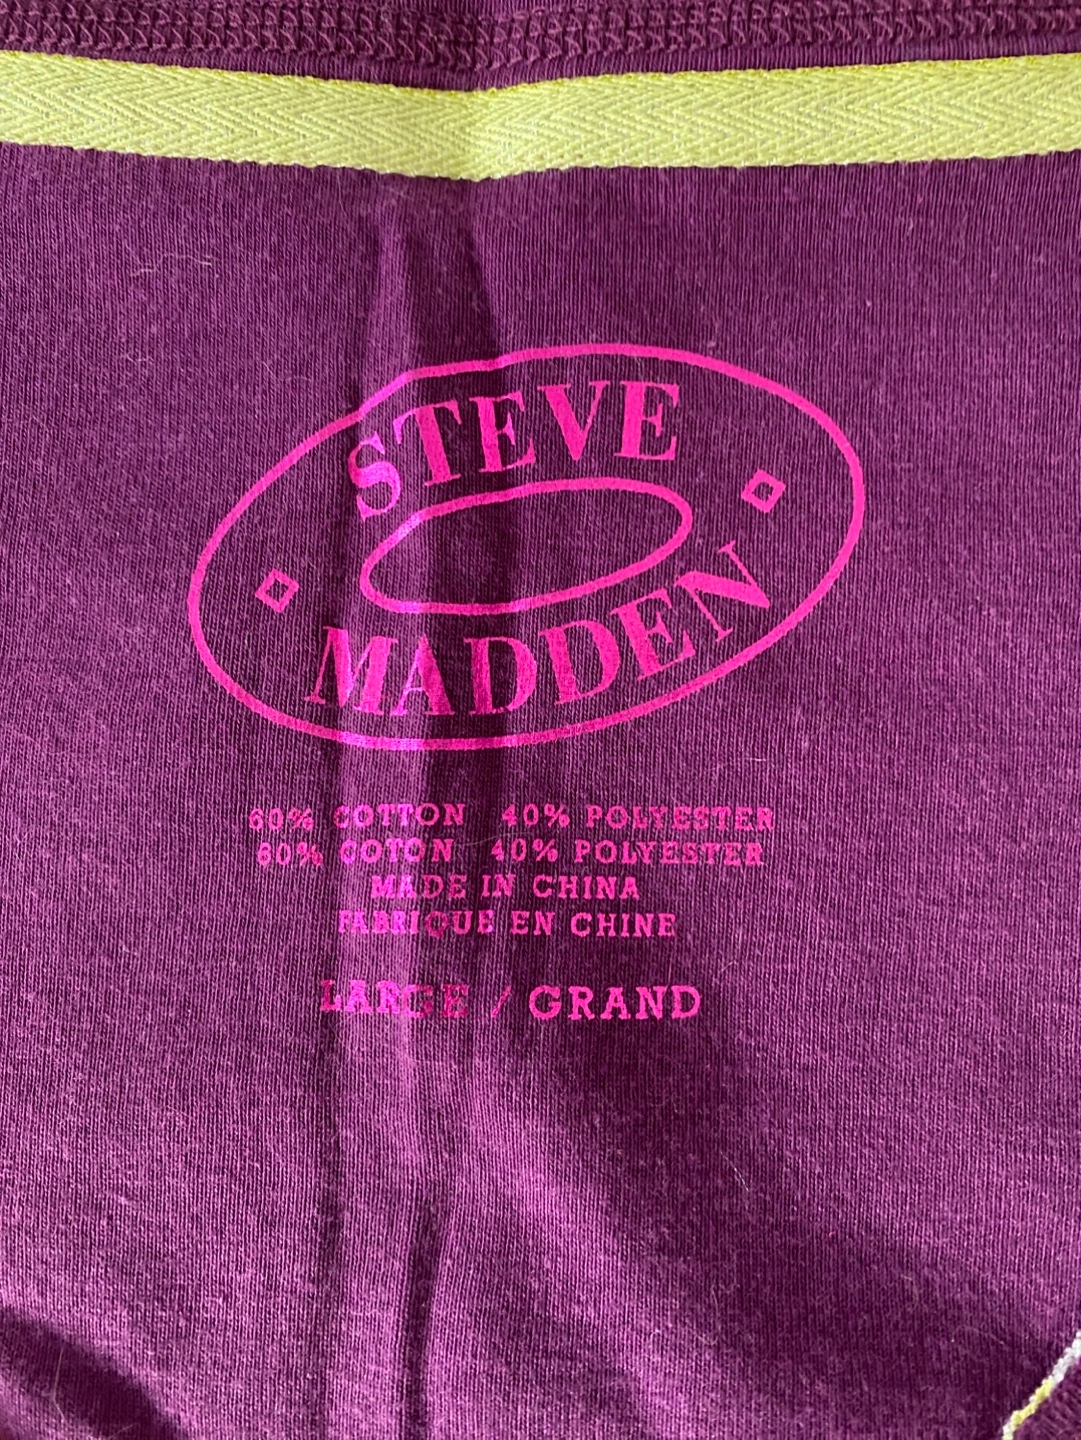 STEVE
MADDEN
60% COTTON 40% POLYESTER
60% COTON 40% POLYESTER
MADE IN CHINA
FABRIQUE EN CHINE
LARGE / GRAND